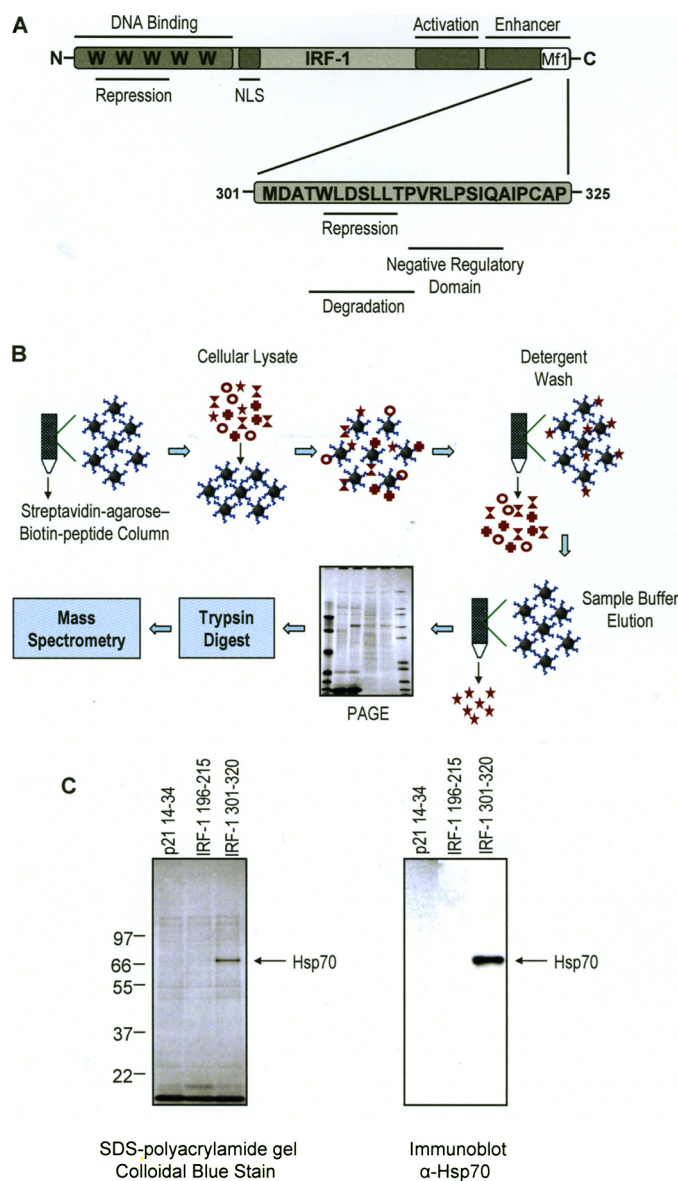 A
DNA Binding
Activation
Enhancer
N
W W W W W
IRF-1
Mf1
C
Repression
NLS
301
MDATWLDSLLTPVRLPSIQAIPCAP
325
Repression
Negative Regulatory
Domain
Degradation
B
Cellular Lysate
Detergent
Wash
Streptavidin-agarose–
Biotin-peptide Column
Mass
Spectrometry
Trypsin
Digest
PAGE
Sample Buffer
Elution
C
p21 14-34
IRF-1 196-215
IRF-1 301-320
p21 14-34
IRF-1 196-215
IRF-1 301-320
97
66
55
37
22
Hsp70
Hsp70
SDS-polyacrylamide gel
Colloidal Blue Stain
Immunoblot
α-Hsp70